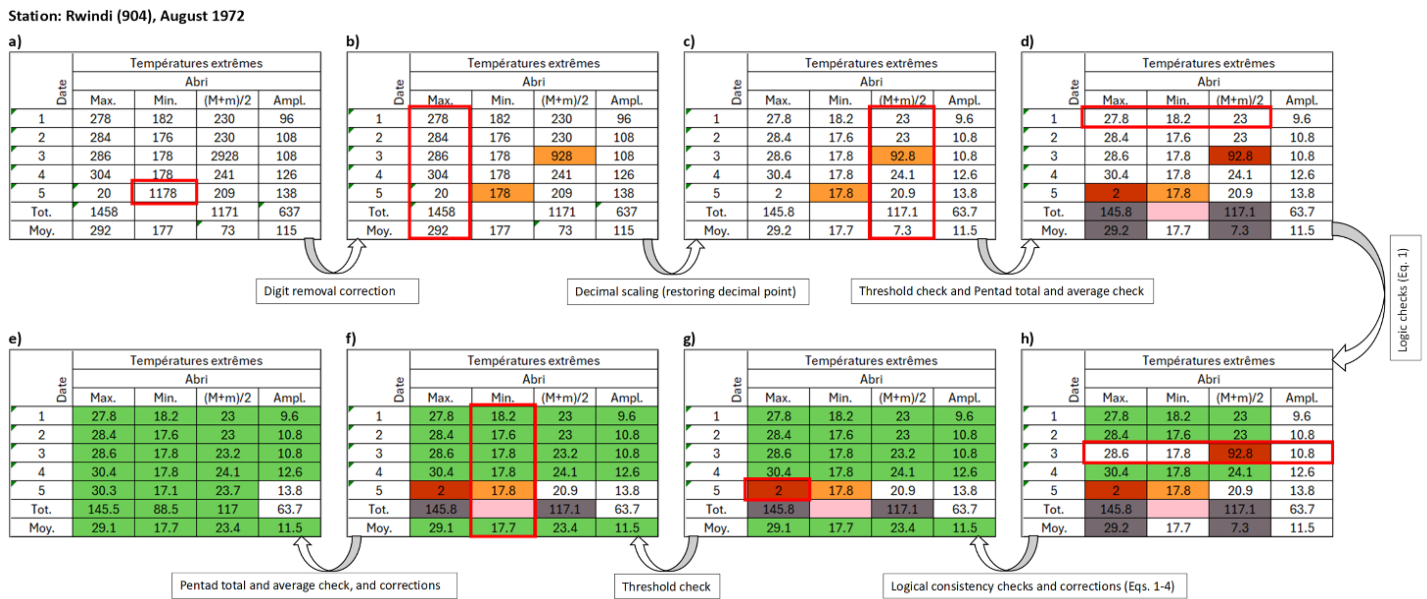 Station: Rwindi (904), August 1972
a)
Températures extrêmes
Abri
Date Max. Min. (M+m)/2 Ampl.
1 278 182 230 96
2 284 176 230 108
3 286 178 2928 108
4 304 178 241 126
5 20 1178 209 138
Tot. 1458 1171 637
Moy. 292 177 73 115
b)
Températures extrêmes
Abri
Date Max. Min. (M+m)/2 Ampl.
1 278 182 230 96
2 284 176 230 108
3 286 178 928 108
4 304 178 241 126
5 20 178 209 138
Tot. 1458 1171 637
Moy. 292 177 73 115
c)
Températures extrêmes
Abri
Date Max. Min. (M+m)/2 Ampl.
1 27.8 18.2 23 9.6
2 28.4 17.6 23 10.8
3 28.6 17.8 92.8 10.8
4 30.4 17.8 24.1 12.6
5 2 17.8 20.9 13.8
Tot. 145.8 117.1 63.7
Moy. 29.2 17.7 7.3 11.5
d)
Températures extrêmes
Abri
Date Max. Min. (M+m)/2 Ampl.
1 27.8 18.2 23 9.6
2 28.4 17.6 23 10.8
3 28.6 17.8 92.8 10.8
4 30.4 17.8 24.1 12.6
5 2 17.8 20.9 13.8
Tot. 145.8 117.1 63.7
Moy. 29.2 17.7 7.3 11.5
Digit removal correction
Decimal scaling (restoring decimal point)
Threshold check and Pentad total and average check
Logic checks (Eq. 1)
e)
Températures extrêmes
Abri
Date Max. Min. (M+m)/2 Ampl.
1 27.8 18.2 23 9.6
2 28.4 17.6 23 10.8
3 28.6 17.8 23.2 10.8
4 30.4 17.8 24.1 12.6
5 30.3 17.1 23.7 13.8
Tot. 145.5 88.5 117 63.7
Moy. 29.1 17.7 23.4 11.5
f)
Températures extrêmes
Abri
Date Max. Min. (M+m)/2 Ampl.
1 27.8 18.2 23 9.6
2 28.4 17.6 23 10.8
3 28.6 17.8 23.2 10.8
4 30.4 17.8 24.1 12.6
5 2 17.8 20.9 13.8
Tot. 145.8 117.1 63.7
Moy. 29.1 17.7 23.4 11.5
g)
Températures extrêmes
Abri
Date Max. Min. (M+m)/2 Ampl.
1 27.8 18.2 23 9.6
2 28.4 17.6 23 10.8
3 28.6 17.8 23.2 10.8
4 30.4 17.8 24.1 12.6
5 2 17.8 20.9 13.8
Tot. 145.8 117.1 63.7
Moy. 29.1 17.7 23.4 11.5
h)
Températures extrêmes
Abri
Date Max. Min. (M+m)/2 Ampl.
1 27.8 18.2 23 9.6
2 28.4 17.6 23 10.8
3 28.6 17.8 92.8 10.8
4 30.4 17.8 24.1 12.6
5 2 17.8 20.9 13.8
Tot. 145.8 117.1 63.7
Moy. 29.2 17.7 7.3 11.5
Pentad total and average check, and corrections
Threshold check
Logical consistency checks and corrections (Eqs. 1-4)